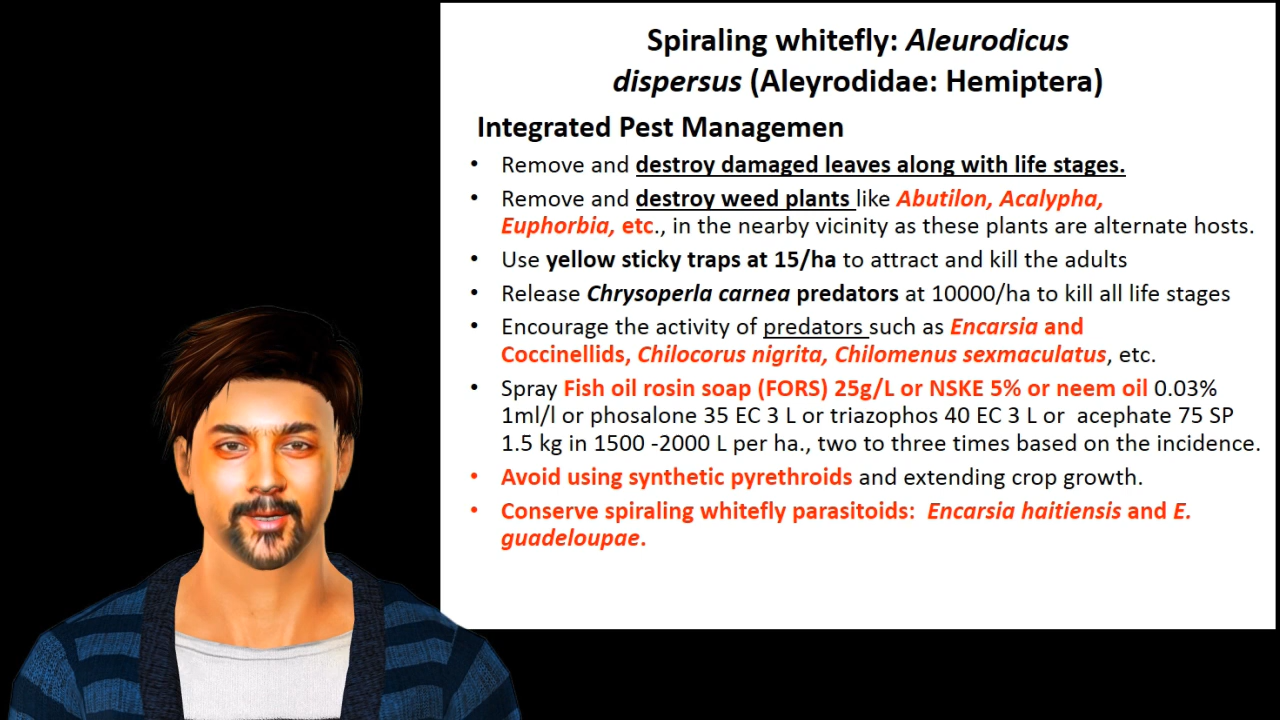 Spiraling whitefly: Aleurodicus
dispersus (Aleyrodidae: Hemiptera)
Integrated Pest Managemen
• Remove and destroy damaged leaves along with life stages.
• Remove and destroy weed plants like Abutilon, Acalypha,
Euphorbia, etc., in the nearby vicinity as these plants are alternate hosts.
• Use yellow sticky traps at 15/ha to attract and kill the adults
• Release Chrysoperla carnea predators at 10000/ha to kill all life stages
• Encourage the activity of predators such as Encarsia and
Coccinellids, Chilocorus nigrita, Chilomenus sexmaculatus, etc.
• Spray Fish oil rosin soap (FORS) 25g/L or NSKE 5% or neem oil 0.03%
1ml/l or phosalone 35 EC 3 L or triazophos 40 EC 3 L or acephate 75 SP
1.5 kg in 1500 -2000 L per ha., two to three times based on the incidence.
• Avoid using synthetic pyrethroids and extending crop growth.
• Conserve spiraling whitefly parasitoids: Encarsia haitiensis and E.
guadeloupae.